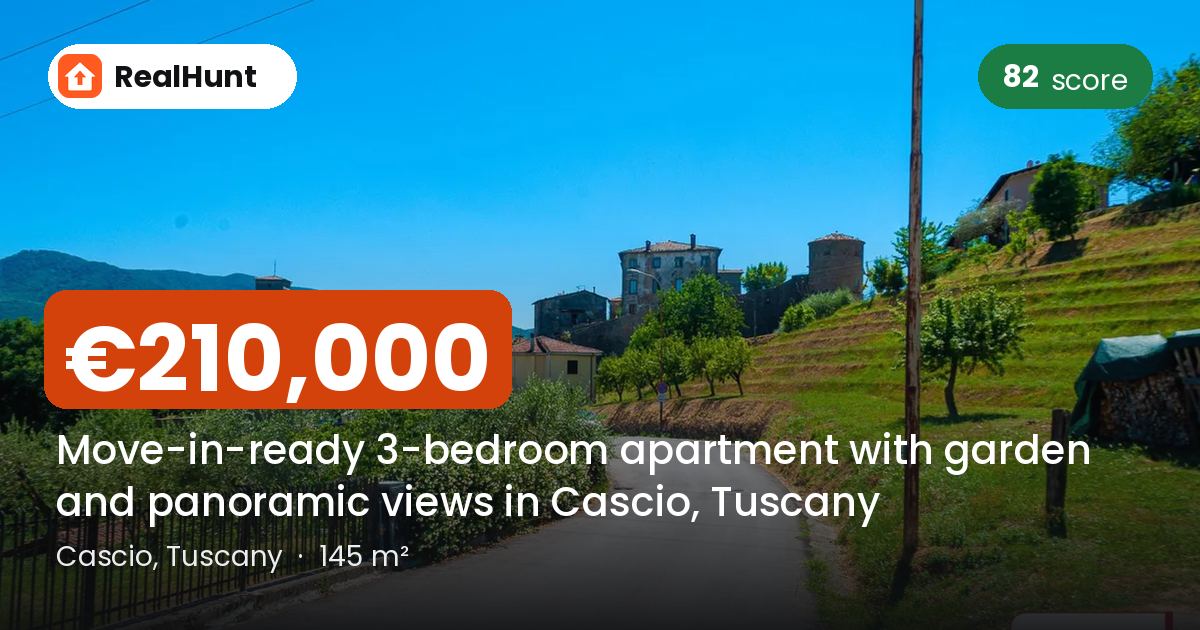 RealHunt
82 score
€210,000
Move-in-ready 3-bedroom apartment with garden
and panoramic views in Cascio, Tuscany
Cascio, Tuscany · 145 m²